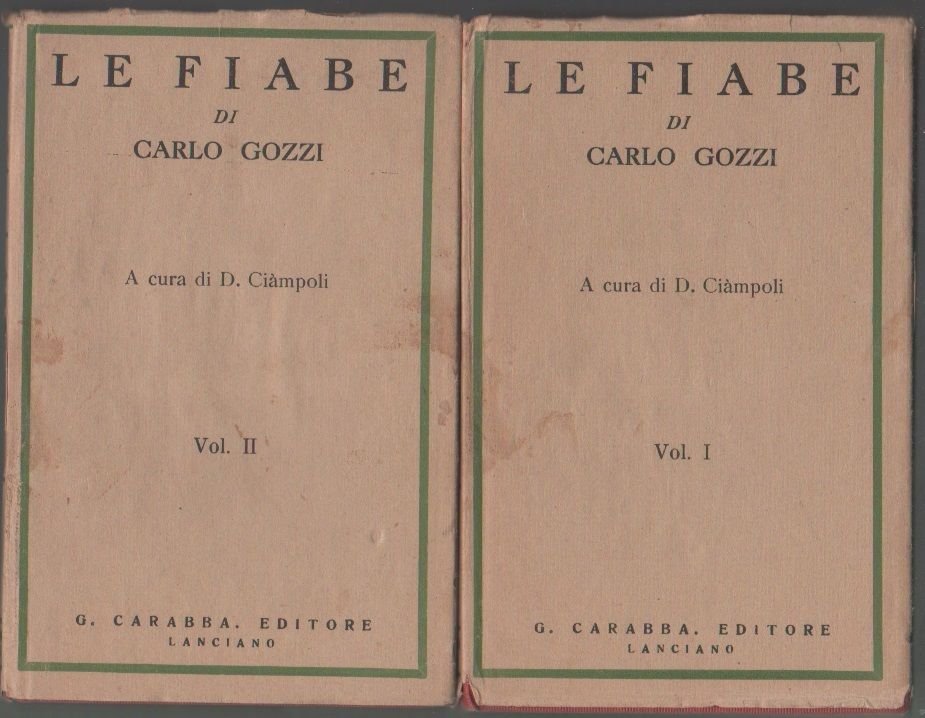 LE FIABE
DI
CARLO GOZZI
A cura di D. Ciàmpoli
Vol. II
G. CARABBA. EDITORE
LANCIANO
LE FIABE
DI
CARLO GOZZI
A cura di D. Ciàmpoli
Vol. I
G. CARABBA. EDITORE
LANCIANO